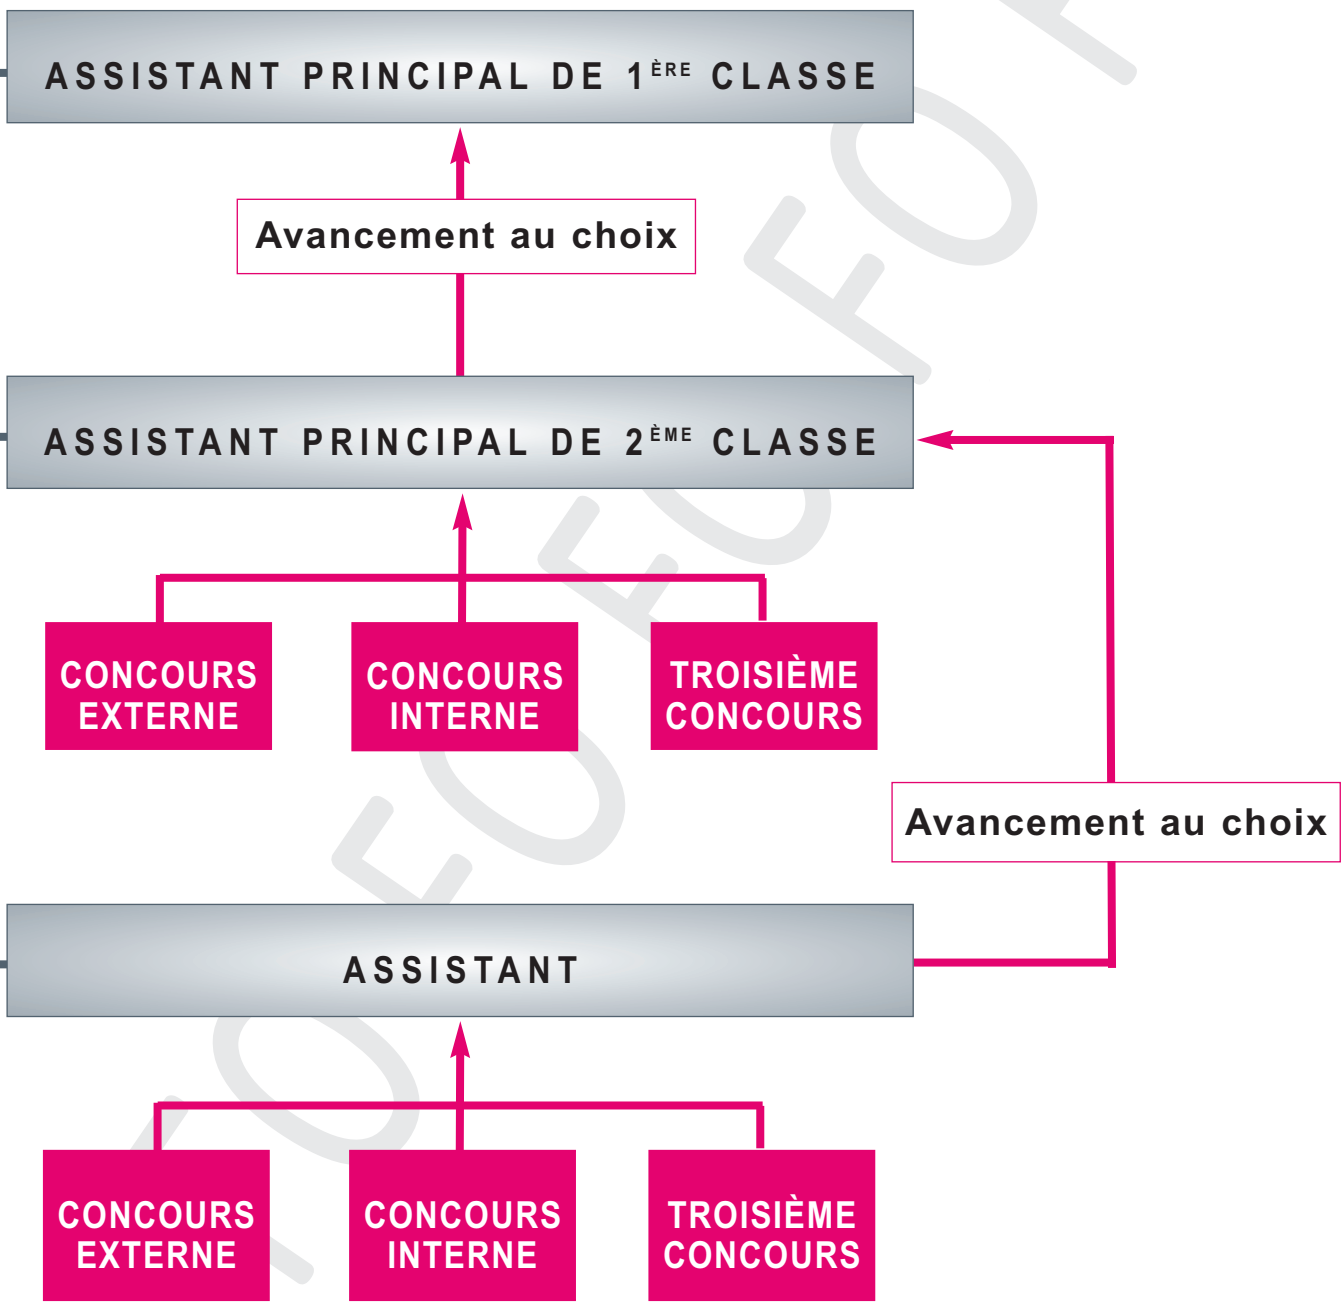 ASSISTANT PRINCIPAL DE 1ÈRE CLASSE
Avancement au choix
ASSISTANT PRINCIPAL DE 2ÈME CLASSE
CONCOURS
EXTERNE
CONCOURS
INTERNE
TROISIÈME
CONCOURS
Avancement au choix
ASSISTANT
CONCOURS
EXTERNE
CONCOURS
INTERNE
TROISIÈME
CONCOURS